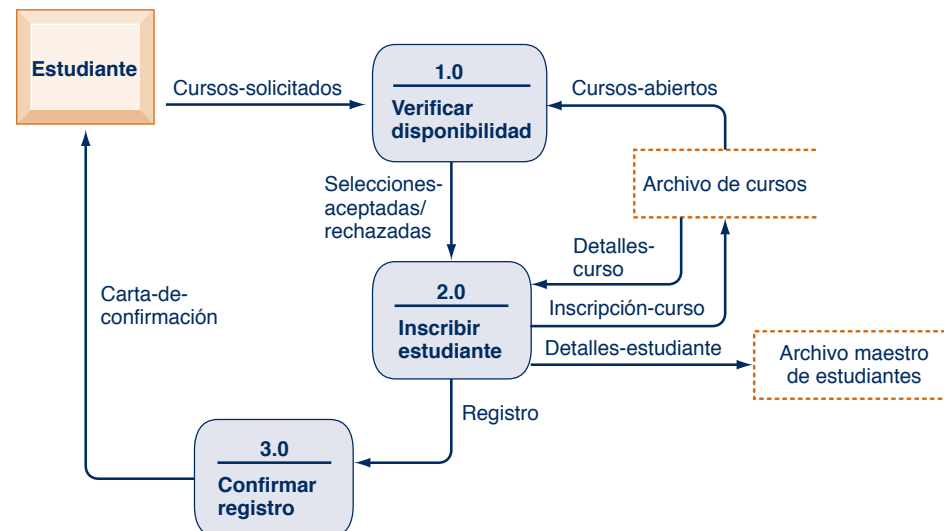 Estudiante
Cursos-solicitados
1.0
Verificar
disponibilidad
Cursos-abiertos
Archivo de cursos
Selecciones-
aceptadas/
rechazadas
Detalles-
curso
2.0
Inscribir
estudiante
Inscripción-curso
Detalles-estudiante
Archivo maestro
de estudiantes
Carta-de-
confirmación
Registro
3.0
Confirmar
registro